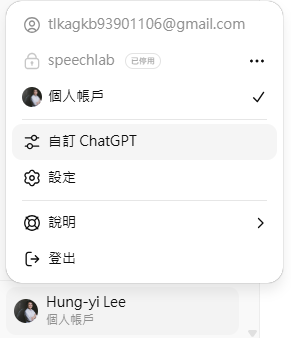 tlkagkb93901106@gmail.com
speechlab 已停用
個人帳戶
自訂 ChatGPT
設定
說明
登出
Hung-yi Lee
個人帳戶